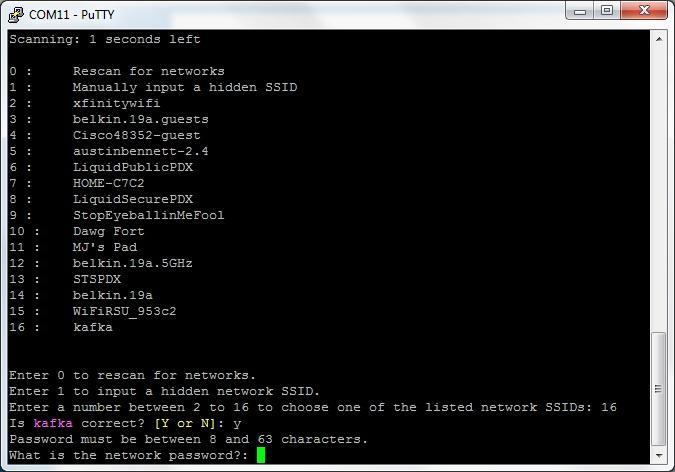 COM11 - PuTTY
Scanning: 1 seconds left
0 : Rescan for networks
1 : Manually input a hidden SSID
2 : xfinitywifi
3 : belkin.19a.guests
4 : Cisco48352-guest
5 : austinbennett-2.4
6 : LiquidPublicPDX
7 : HOME-C7C2
8 : LiquidSecurePDX
9 : StopEyeballinMeFool
10 : Dawg Fort
11 : MJ's Pad
12 : belkin.19a.5GHz
13 : STSPDX
14 : belkin.19a
15 : WiFiRSU_953c2
16 : kafka
Enter 0 to rescan for networks.
Enter 1 to input a hidden network SSID.
Enter a number between 2 to 16 to choose one of the listed network SSIDs: 16
Is kafka correct? [Y or N]: y
Password must be between 8 and 63 characters.
What is the network password?: